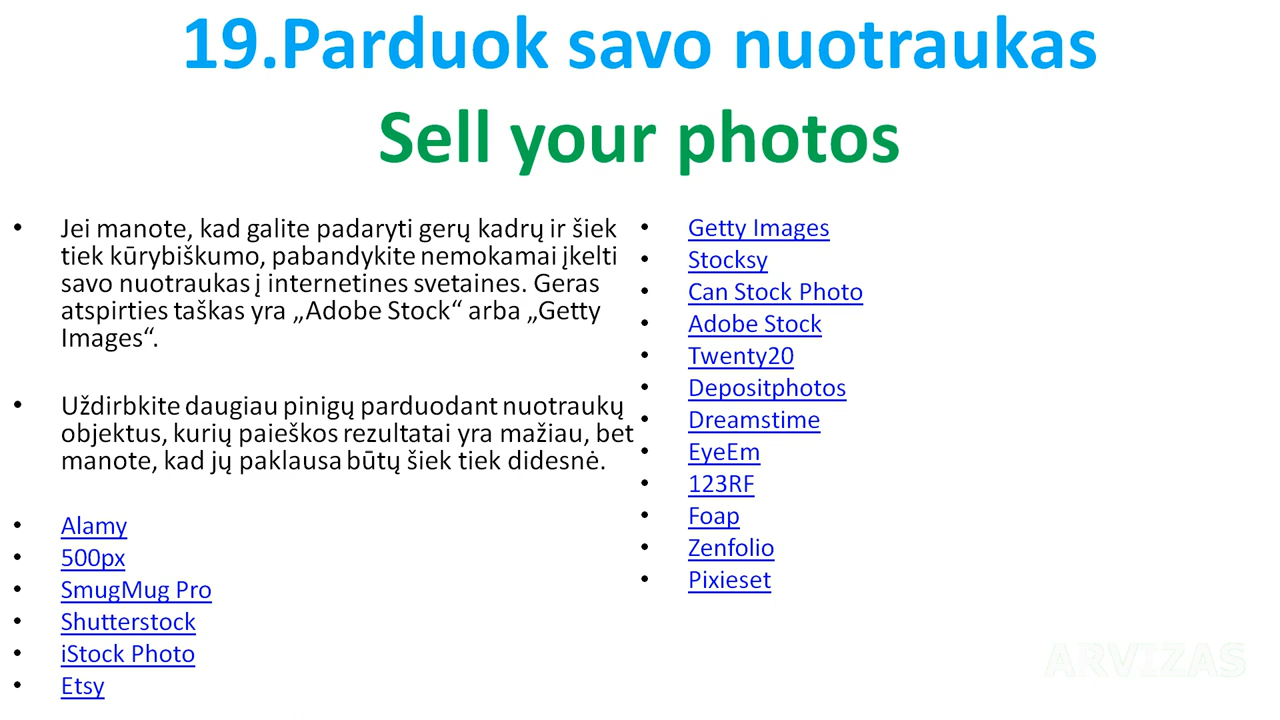 19.Parduok savo nuotraukas
Sell your photos
• Jei manote, kad galite padaryti gerų kadrų ir šiek
tiek kūrybiškumo, pabandykite nemokamai įkelti
savo nuotraukas į internetines svetaines. Geras
atspirties taškas yra „Adobe Stock“ arba „Getty
Images“.
• Uždirbkite daugiau pinigų parduodant nuotraukų
objektus, kurių paieškos rezultatai yra mažiau, bet
manote, kad jų paklausa būtų šiek tiek didesnė.
• Alamy
• 500px
• SmugMug Pro
• Shutterstock
• iStock Photo
• Etsy
• Getty Images
• Stocksy
• Can Stock Photo
• Adobe Stock
• Twenty20
• Depositphotos
• Dreamstime
• EyeEm
• 123RF
• Foap
• Zenfolio
• Pixieset
ARVIZAS